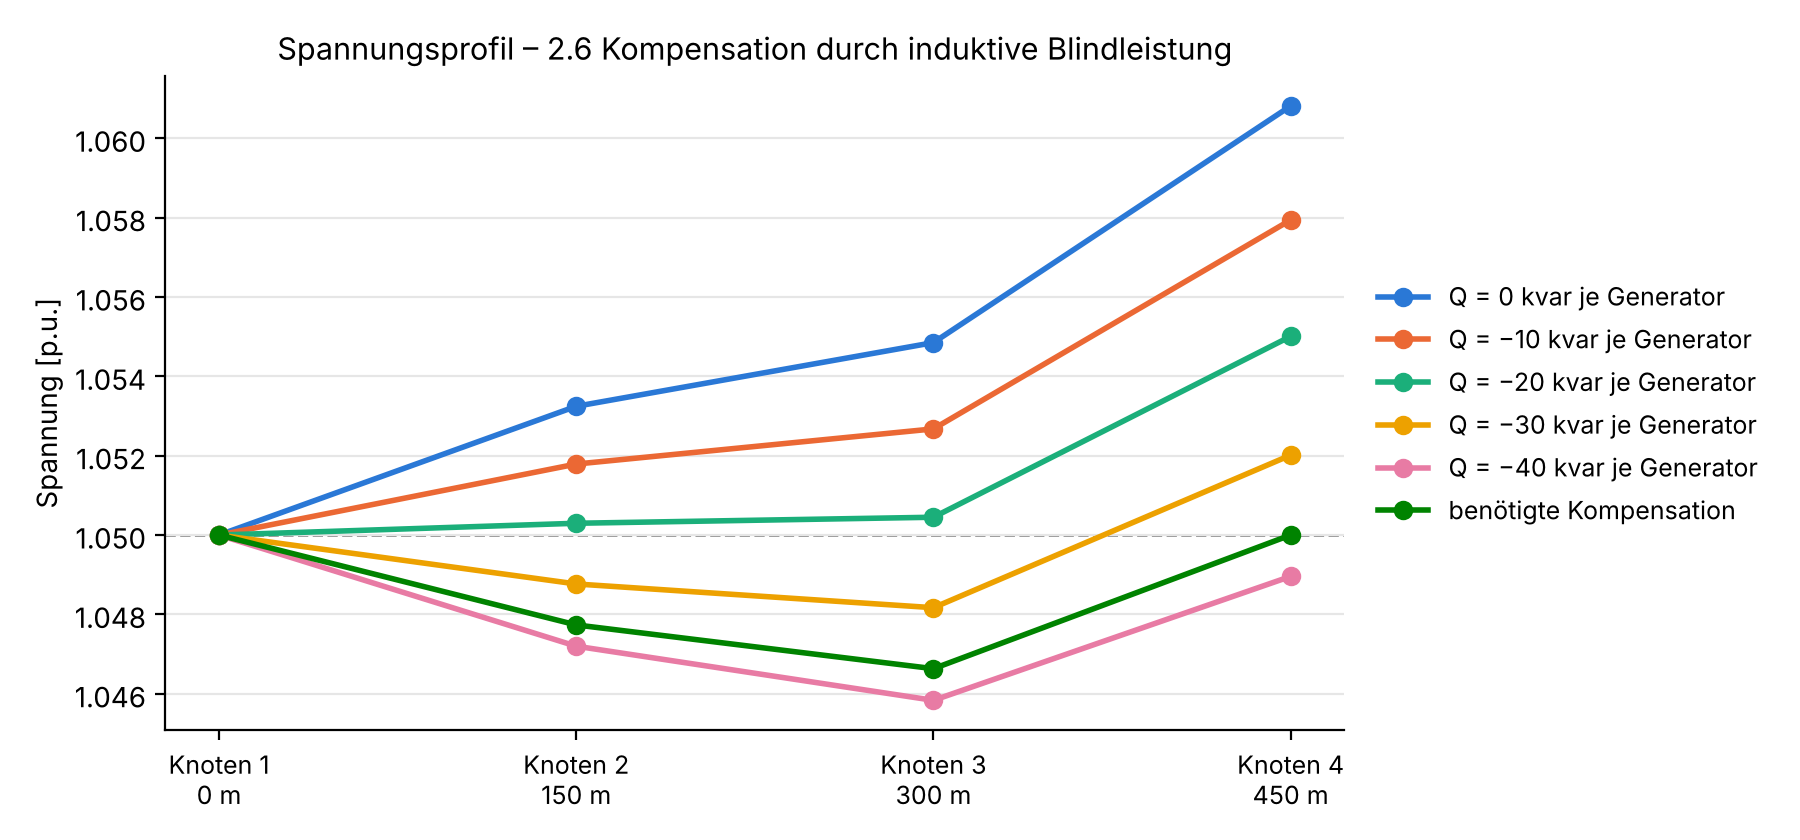 Spannungsprofil – 2.6 Kompensation durch induktive Blindleistung
Spannung [p.u.]
1.060
1.058
1.056
1.054
1.052
1.050
1.048
1.046
Knoten 1
0 m
Knoten 2
150 m
Knoten 3
300 m
Knoten 4
450 m
Q = 0 kvar je Generator
Q = −10 kvar je Generator
Q = −20 kvar je Generator
Q = −30 kvar je Generator
Q = −40 kvar je Generator
benötigte Kompensation